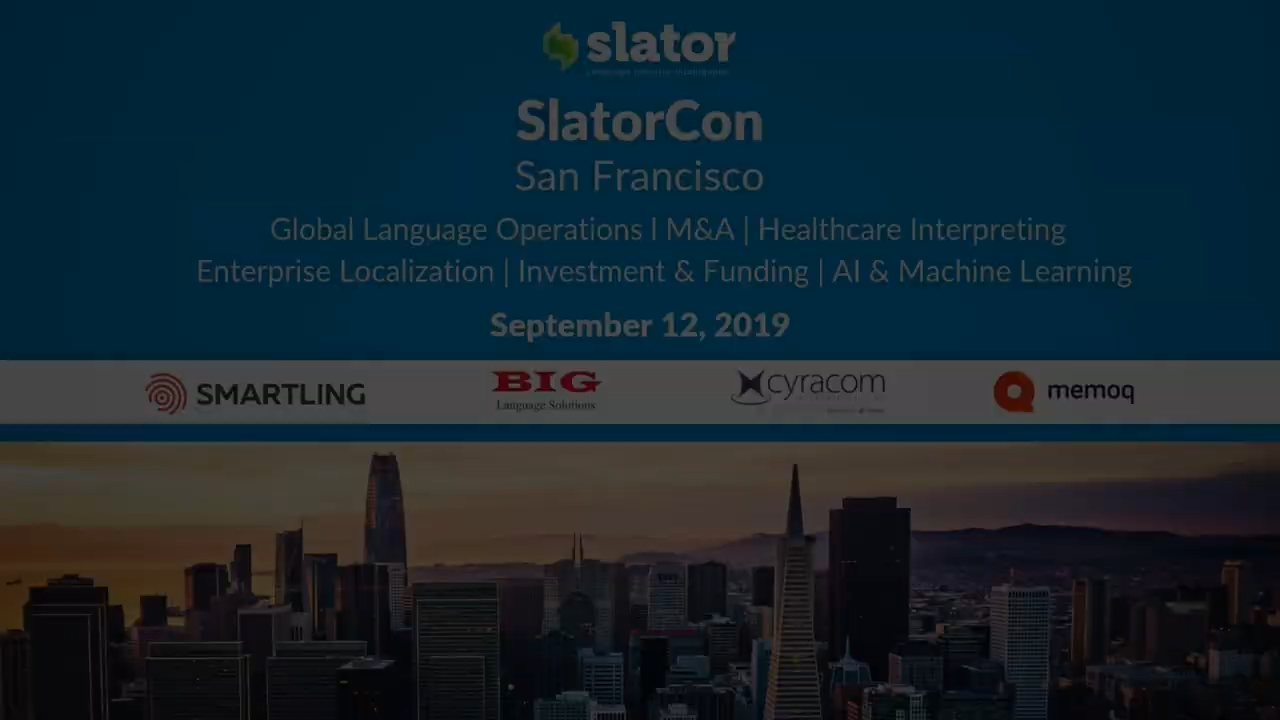 slator
SlatorCon
San Francisco
Global Language Operations I M&A | Healthcare Interpreting
Enterprise Localization | Investment & Funding | AI & Machine Learning
September 12, 2019
SMARTLING
BIG
Language Solutions
cyracom
memoq